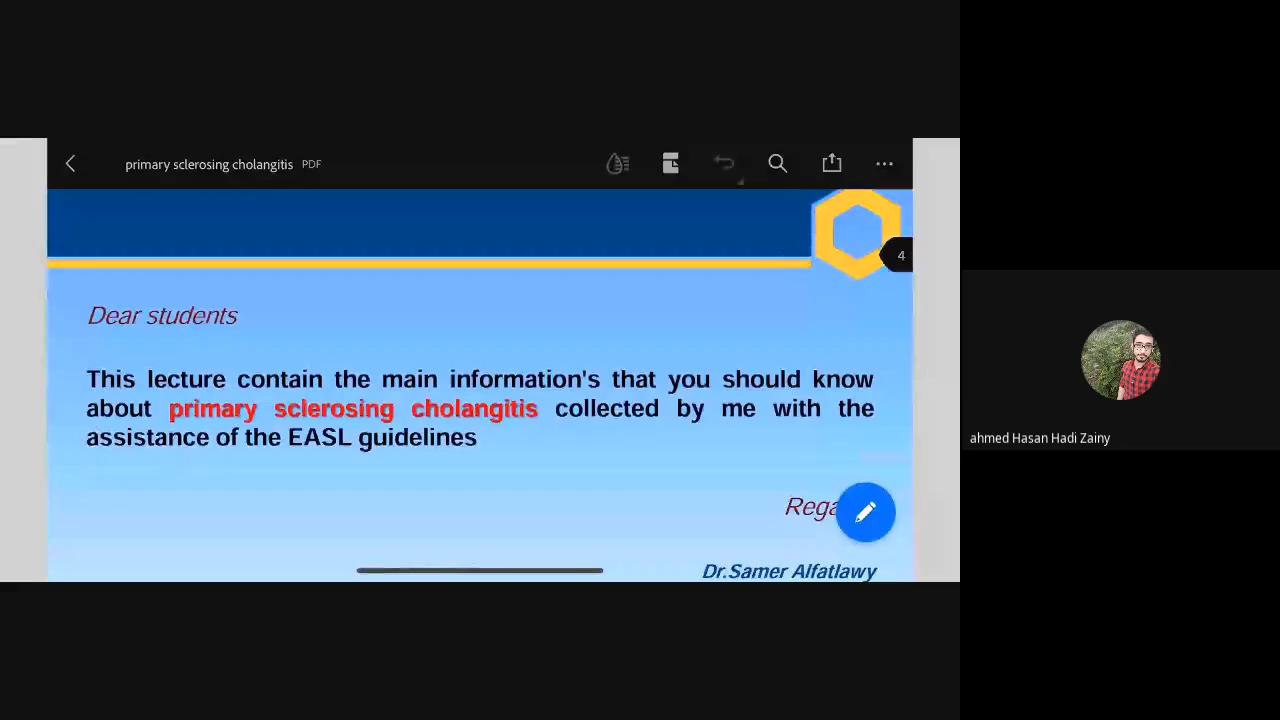 primary sclerosing cholangitis PDF
4
Dear students
This lecture contain the main information's that you should know
about primary sclerosing cholangitis collected by me with the
assistance of the EASL guidelines
Rega
Dr.Samer Alfatlawy
ahmed Hasan Hadi Zainy